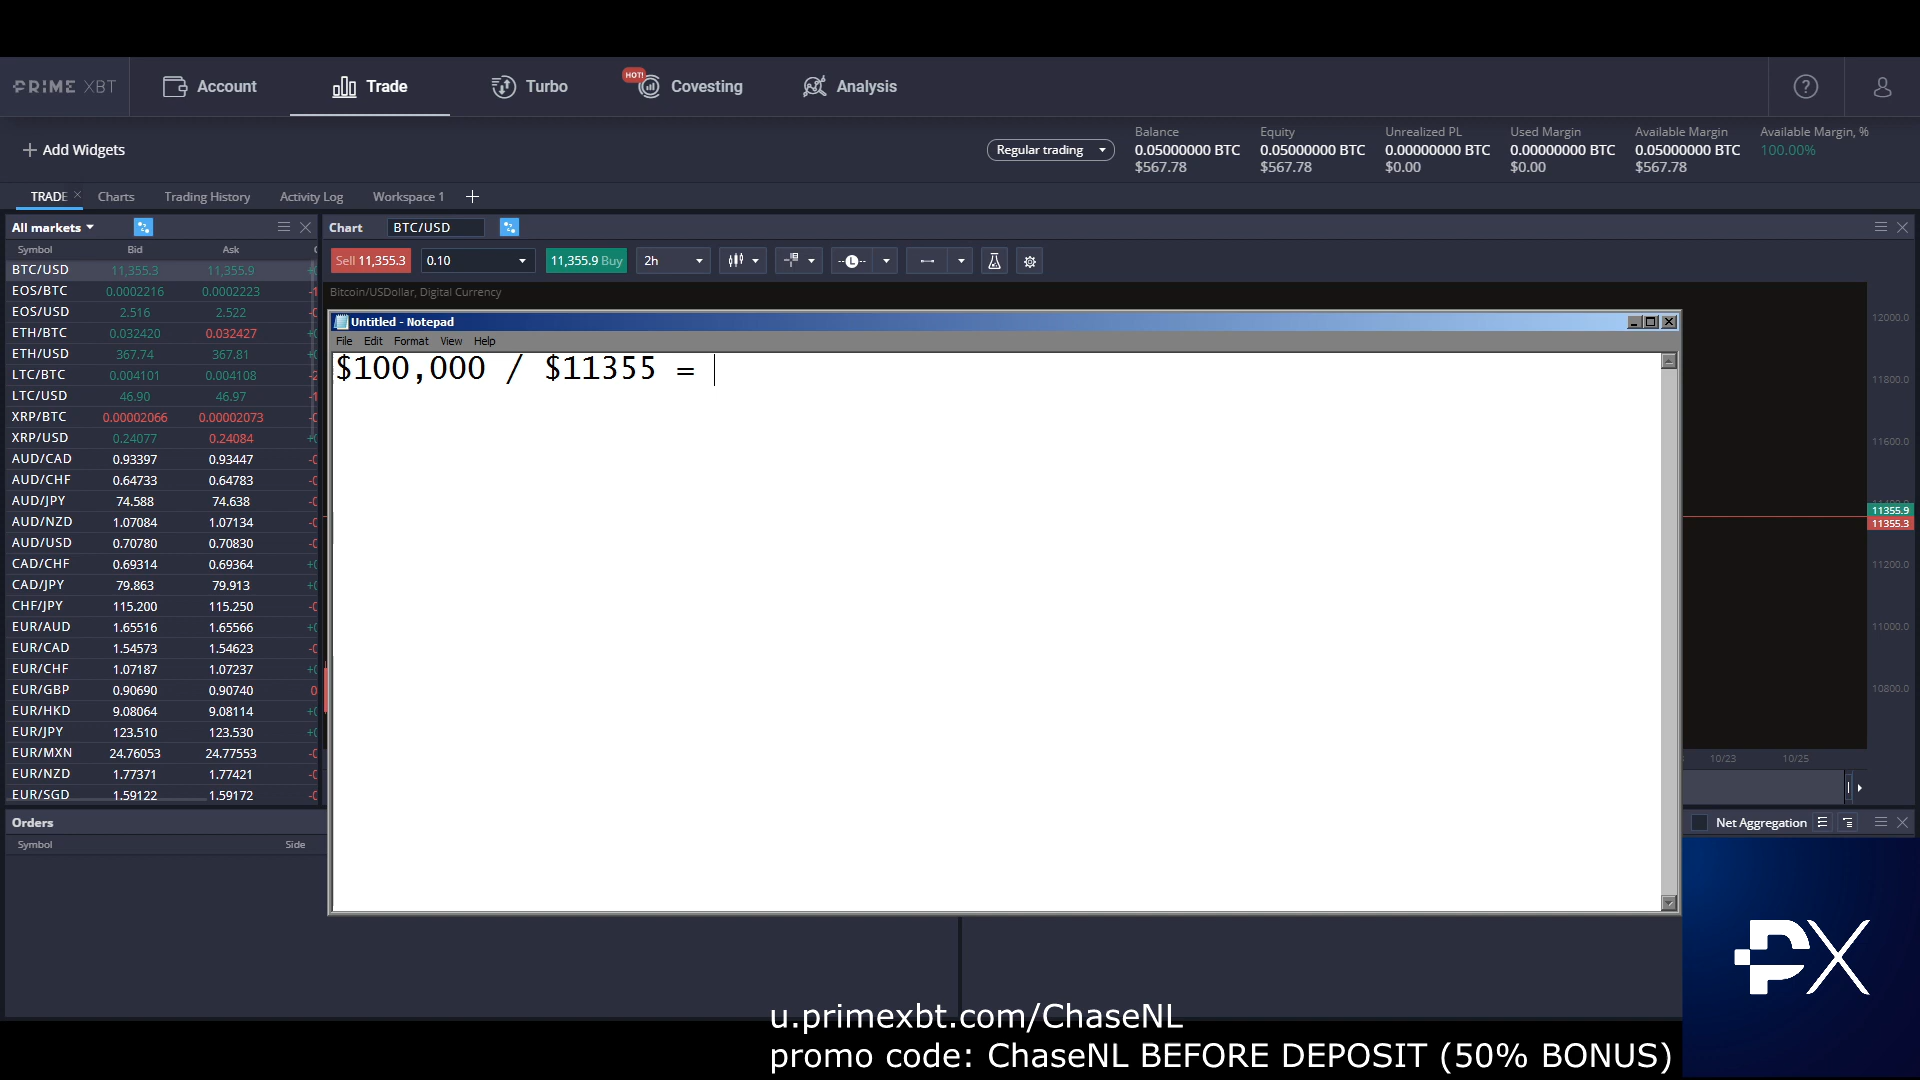 PRIME XBT
Account
Trade
Turbo
HOT!
Covesting
Analysis
?
Add Widgets
Regular trading
Balance
0.05000000 BTC
$567.78
Equity
0.05000000 BTC
$567.78
Unrealized PL
0.00000000 BTC
$0.00
Used Margin
0.00000000 BTC
$0.00
Available Margin
0.05000000 BTC
$567.78
Available Margin, %
100.00%
TRADE Charts Trading History Activity Log Workspace 1
All markets
Symbol Bid Ask
BTC/USD 11,355.3 11,355.9
EOS/BTC 0.0002216 0.0002223
EOS/USD 2.516 2.522
ETH/BTC 0.032420 0.032427
ETH/USD 367.74 367.81
LTC/BTC 0.004101 0.004108
LTC/USD 46.90 46.97
XRP/BTC 0.00002066 0.00002073
XRP/USD 0.24077 0.24084
AUD/CAD 0.93397 0.93447
AUD/CHF 0.64733 0.64783
AUD/JPY 74.588 74.638
AUD/NZD 1.07084 1.07134
AUD/USD 0.70780 0.70830
CAD/CHF 0.69314 0.69364
CAD/JPY 79.863 79.913
CHF/JPY 115.200 115.250
EUR/AUD 1.65516 1.65566
EUR/CAD 1.54573 1.54623
EUR/CHF 1.07187 1.07237
EUR/GBP 0.90690 0.90740
EUR/HKD 9.08064 9.08114
EUR/JPY 123.510 123.530
EUR/MXN 24.76053 24.77553
EUR/NZD 1.77371 1.77421
EUR/SGD 1.59122 1.59172
Chart BTC/USD
Sell 11,355.3 0.10 11,355.9 Buy 2h
Bitcoin/USDollar, Digital Currency
Untitled - Notepad
File Edit Format View Help
$100,000 / $11355 =
12000.0
11800.0
11600.0
11355.9
11355.3
11200.0
11000.0
10800.0
10/23 10/25
Orders
Symbol Side
Net Aggregation
PX
u.primexbt.com/ChaseNL
promo code: ChaseNL BEFORE DEPOSIT (50% BONUS)